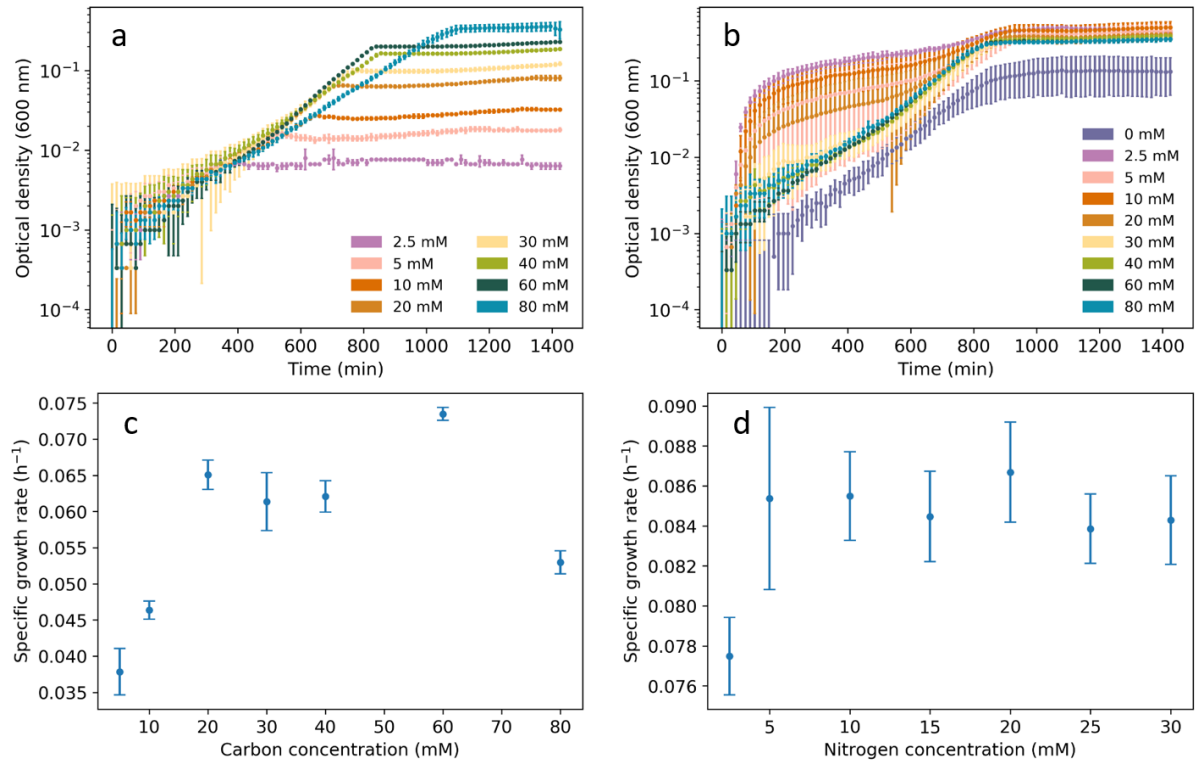 a
Optical density (600 nm)
10⁻¹
10⁻²
10⁻³
10⁻⁴
2.5 mM
5 mM
10 mM
20 mM
30 mM
40 mM
60 mM
80 mM
0 200 400 600 800 1000 1200 1400
Time (min)
b
Optical density (600 nm)
10⁻¹
10⁻²
10⁻³
10⁻⁴
0 mM
2.5 mM
5 mM
10 mM
20 mM
30 mM
40 mM
60 mM
80 mM
0 200 400 600 800 1000 1200 1400
Time (min)
c
Specific growth rate (h⁻¹)
0.075
0.070
0.065
0.060
0.055
0.050
0.045
0.040
0.035
10 20 30 40 50 60 70 80
Carbon concentration (mM)
d
Specific growth rate (h⁻¹)
0.090
0.088
0.086
0.084
0.082
0.080
0.078
0.076
5 10 15 20 25 30
Nitrogen concentration (mM)